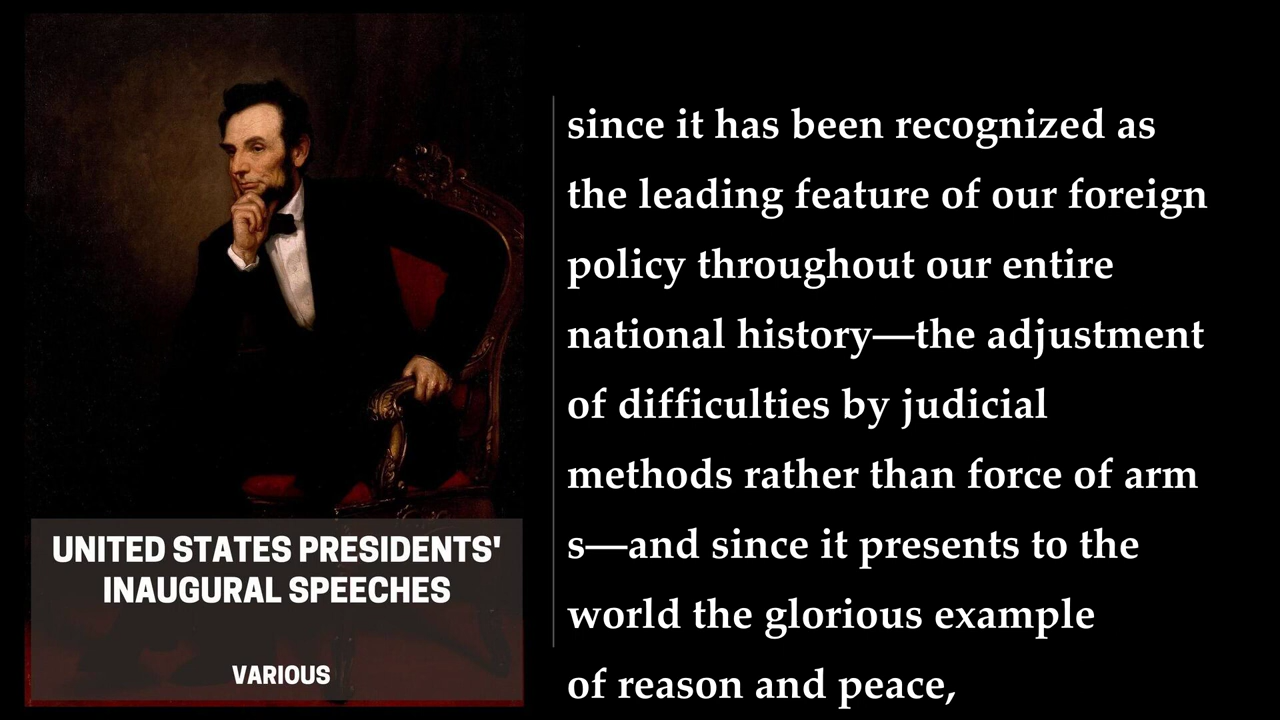 UNITED STATES PRESIDENTS'
INAUGURAL SPEECHES
VARIOUS
since it has been recognized as
the leading feature of our foreign
policy throughout our entire
national history—the adjustment
of difficulties by judicial
methods rather than force of arm
s—and since it presents to the
world the glorious example
of reason and peace,